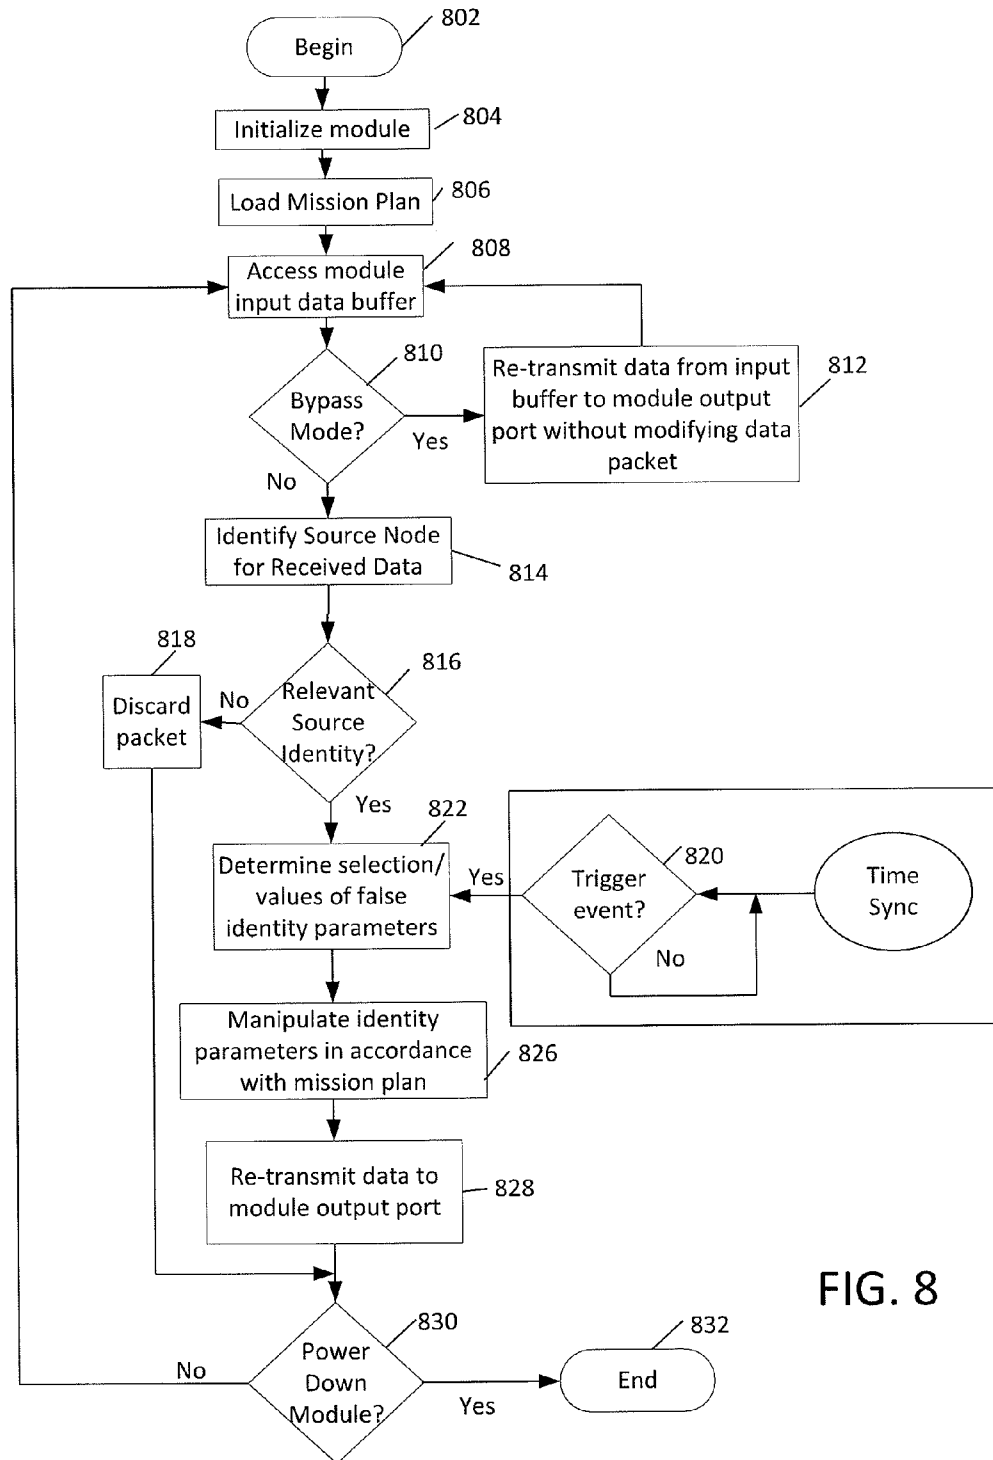 802
Begin
804
Initialize module
806
Load Mission Plan
808
Access module
input data buffer
810
Bypass
Mode?
Yes
No
Re-transmit data from input
buffer to module output
port without modifying data
packet
812
Identify Source Node
for Received Data
814
818
Discard
packet
No
816
Relevant
Source
Identity?
Yes
822
Determine selection/
values of false
identity parameters
Yes
820
Trigger
event?
No
Time
Sync
Manipulate identity
parameters in accordance
with mission plan
826
Re-transmit data to
module output port
828
FIG. 8
830
Power
Down
Module?
No
Yes
832
End